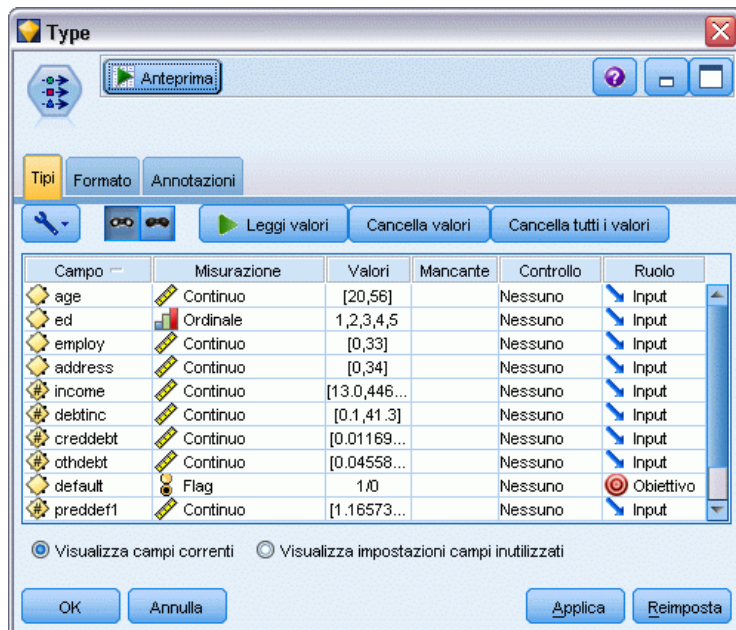 Type
Anteprima
Tipi Formato Annotazioni
Leggi valori Cancella valori Cancella tutti i valori
Campo Misurazione Valori Mancante Controllo Ruolo
age Continuo [20,56] Nessuno Input
ed Ordinale 1,2,3,4,5 Nessuno Input
employ Continuo [0,33] Nessuno Input
address Continuo [0,34] Nessuno Input
income Continuo [13.0,446... Nessuno Input
debtinc Continuo [0.1,41.3] Nessuno Input
creddebt Continuo [0.01169... Nessuno Input
othdebt Continuo [0.04558... Nessuno Input
default Flag 1/0 Nessuno Obiettivo
preddef1 Continuo [1.16573... Nessuno Input
Visualizza campi correnti Visualizza impostazioni campi inutilizzati
OK Annulla Applica Reimposta